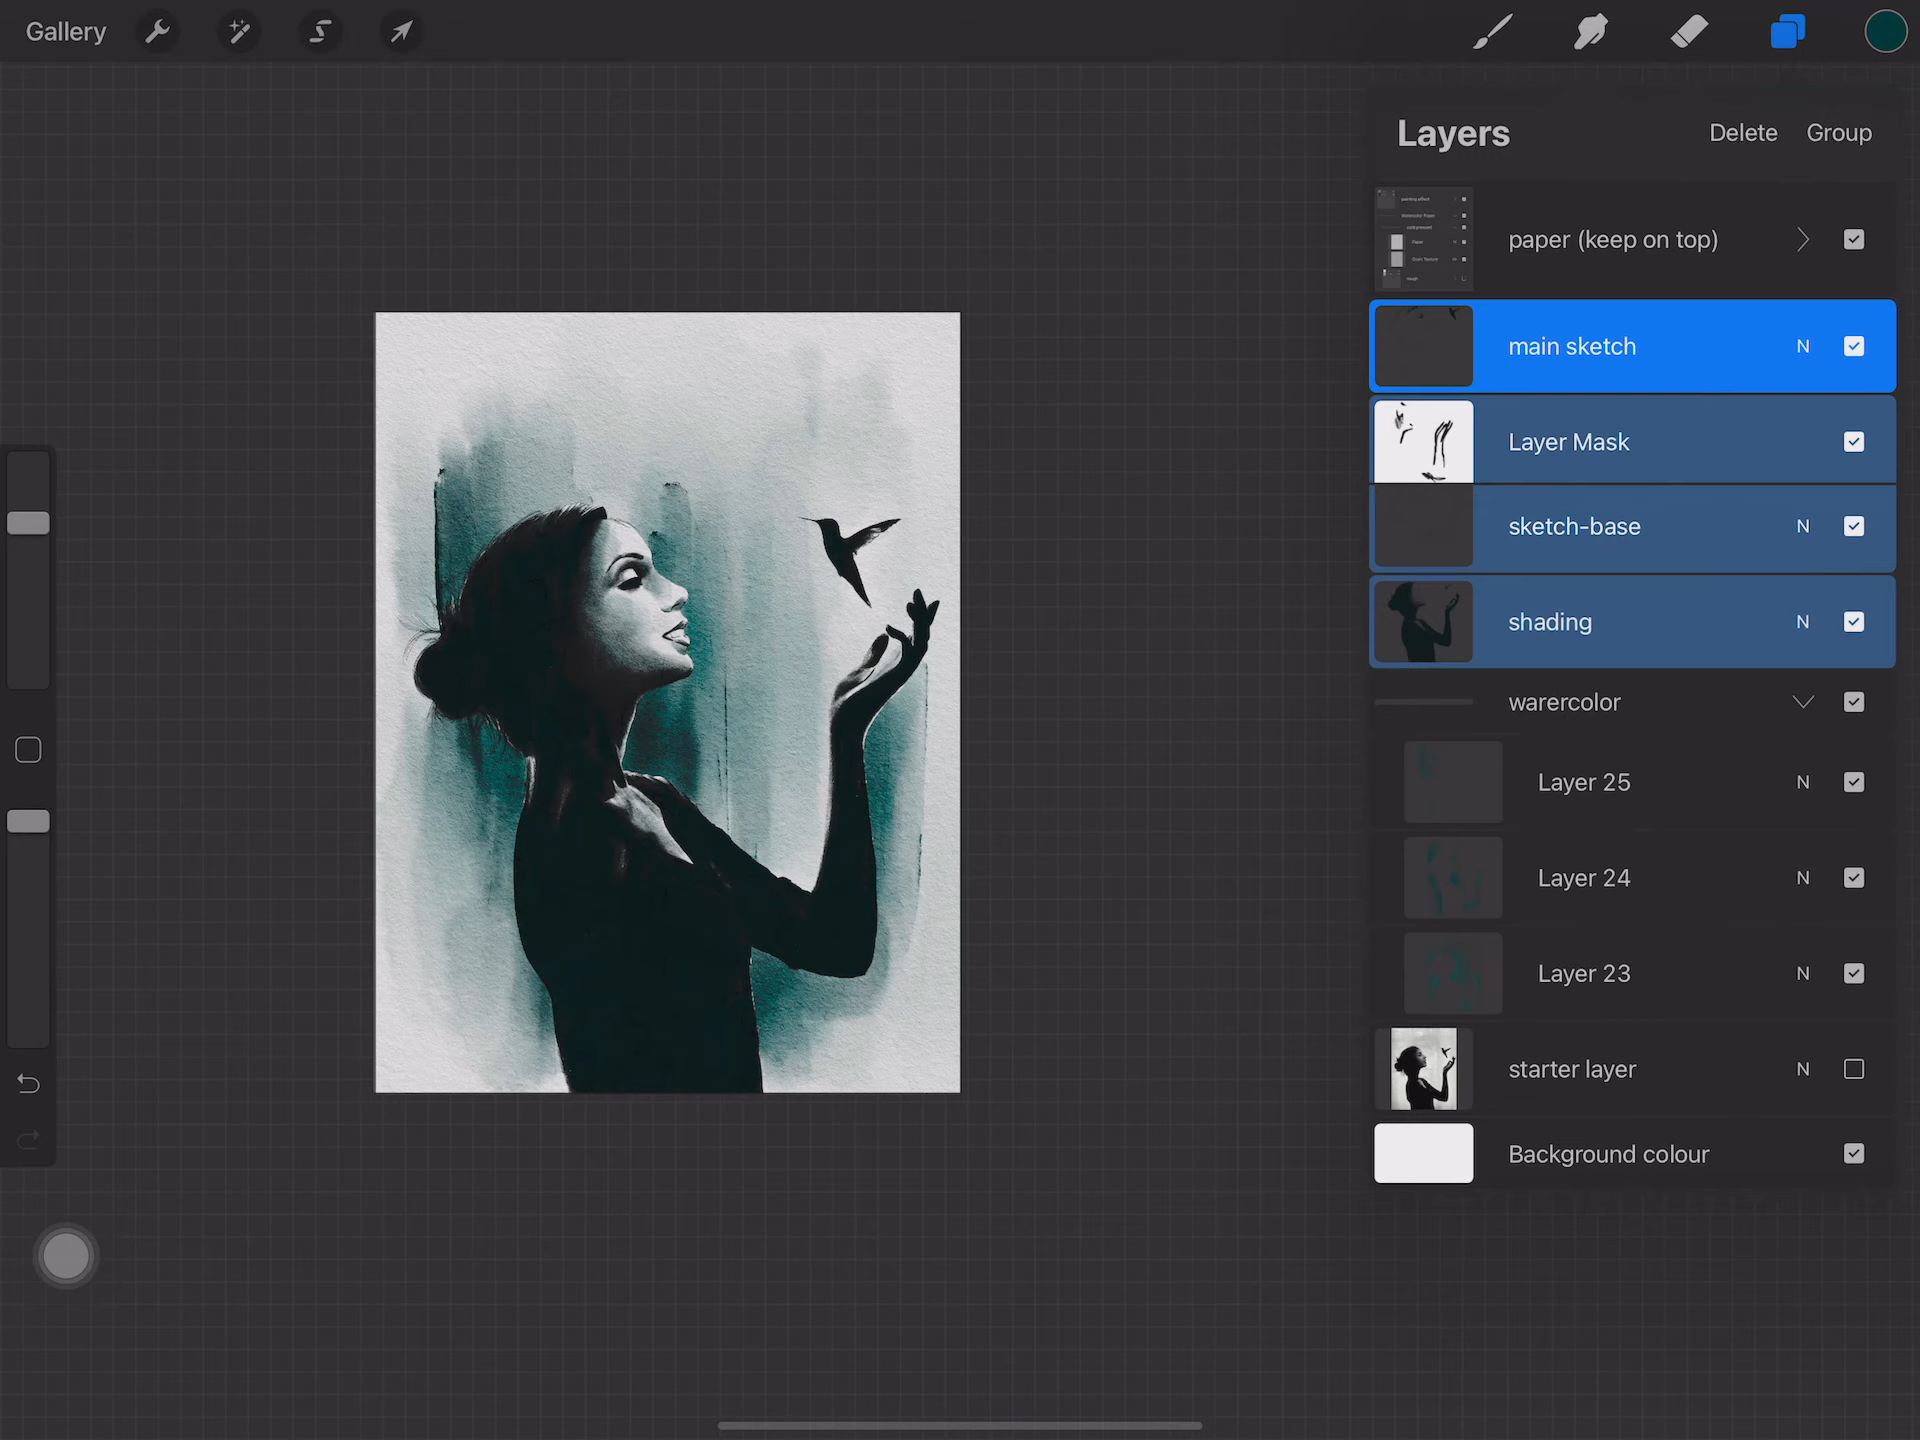 Gallery
Layers Delete Group
paper (keep on top)
main sketch N
Layer Mask
sketch-base N
shading N
warercolor
Layer 25 N
Layer 24 N
Layer 23 N
starter layer N
Background colour